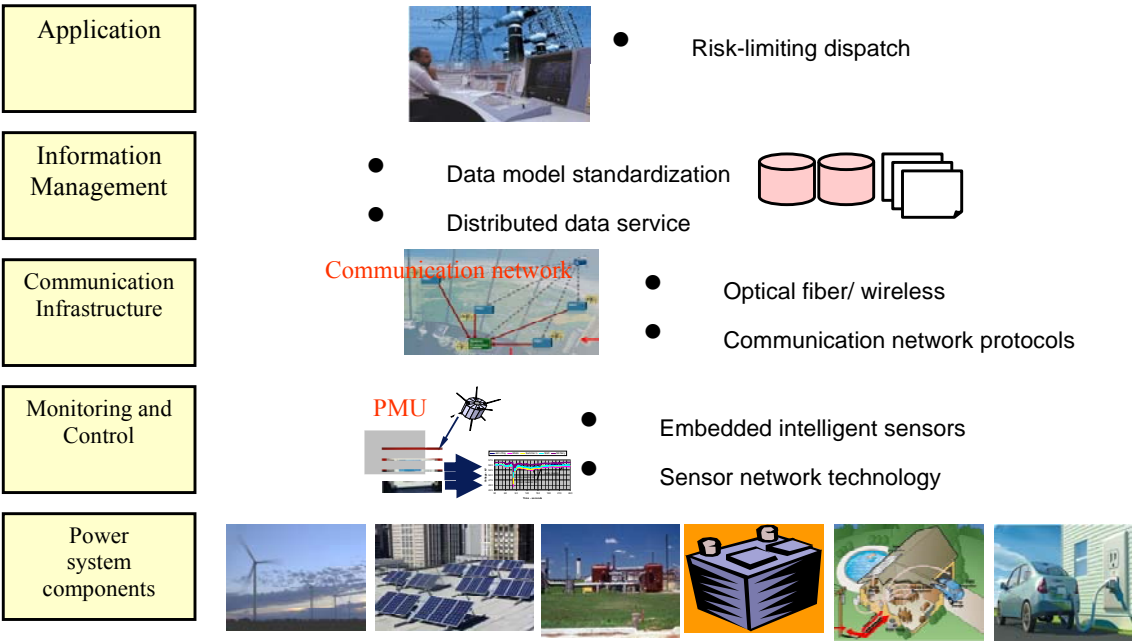 Application
Risk-limiting dispatch
Information
Management
Data model standardization
Distributed data service
Communication
Infrastructure
Communication network
Optical fiber/ wireless
Communication network protocols
Monitoring and
Control
PMU
Embedded intelligent sensors
Sensor network technology
Power
system
components